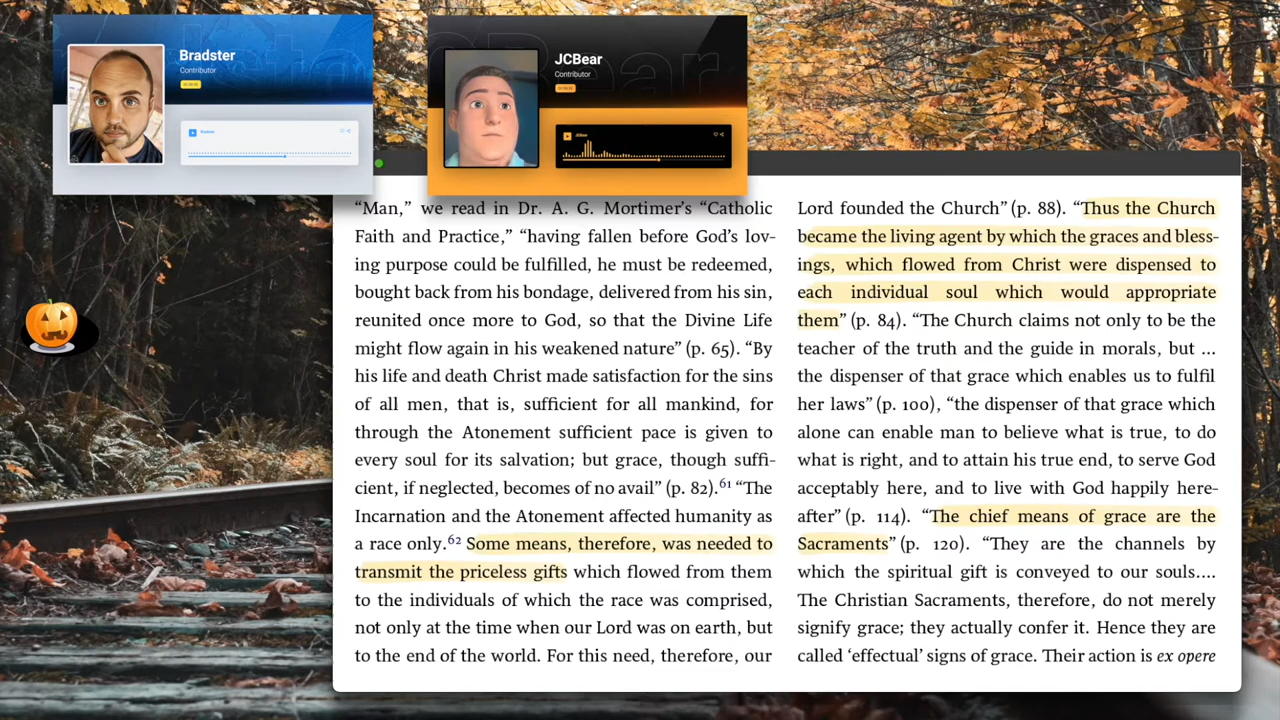 Bradster
Contributor
Bradster
JCBear
Contributor
JCBear
“Man,” we read in Dr. A. G. Mortimer’s “Catholic
Faith and Practice,” “having fallen before God’s lov-
ing purpose could be fulfilled, he must be redeemed,
bought back from his bondage, delivered from his sin,
reunited once more to God, so that the Divine Life
might flow again in his weakened nature” (p. 65). “By
his life and death Christ made satisfaction for the sins
of all men, that is, sufficient for all mankind, for
through the Atonement sufficient pace is given to
every soul for its salvation; but grace, though suffi-
cient, if neglected, becomes of no avail” (p. 82).61 “The
Incarnation and the Atonement affected humanity as
a race only.62 Some means, therefore, was needed to
transmit the priceless gifts which flowed from them
to the individuals of which the race was comprised,
not only at the time when our Lord was on earth, but
to the end of the world. For this need, therefore, our
Lord founded the Church” (p. 88). “Thus the Church
became the living agent by which the graces and bless-
ings, which flowed from Christ were dispensed to
each individual soul which would appropriate
them” (p. 84). “The Church claims not only to be the
teacher of the truth and the guide in morals, but ...
the dispenser of that grace which enables us to fulfil
her laws” (p. 100), “the dispenser of that grace which
alone can enable man to believe what is true, to do
what is right, and to attain his true end, to serve God
acceptably here, and to live with God happily here-
after” (p. 114). “The chief means of grace are the
Sacraments” (p. 120). “They are the channels by
which the spiritual gift is conveyed to our souls....
The Christian Sacraments, therefore, do not merely
signify grace; they actually confer it. Hence they are
called ‘effectual’ signs of grace. Their action is ex opere